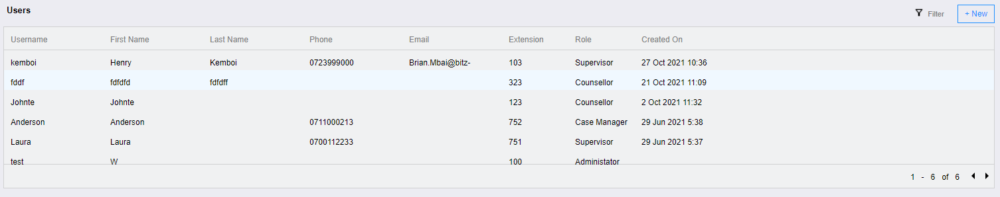 Users
Filter
+ New
Username First Name Last Name Phone Email Extension Role Created On
kemboi Henry Kemboi 0723999000 Brian.Mbai@bitz- 103 Supervisor 27 Oct 2021 10:36
fddf fdfdfd fdfdff 323 Counsellor 21 Oct 2021 11:09
Johnte Johnte 123 Counsellor 2 Oct 2021 11:32
Anderson Anderson 0711000213 752 Case Manager 29 Jun 2021 5:38
Laura Laura 0700112233 751 Supervisor 29 Jun 2021 5:37
test W 100 Administator
1 - 6 of 6